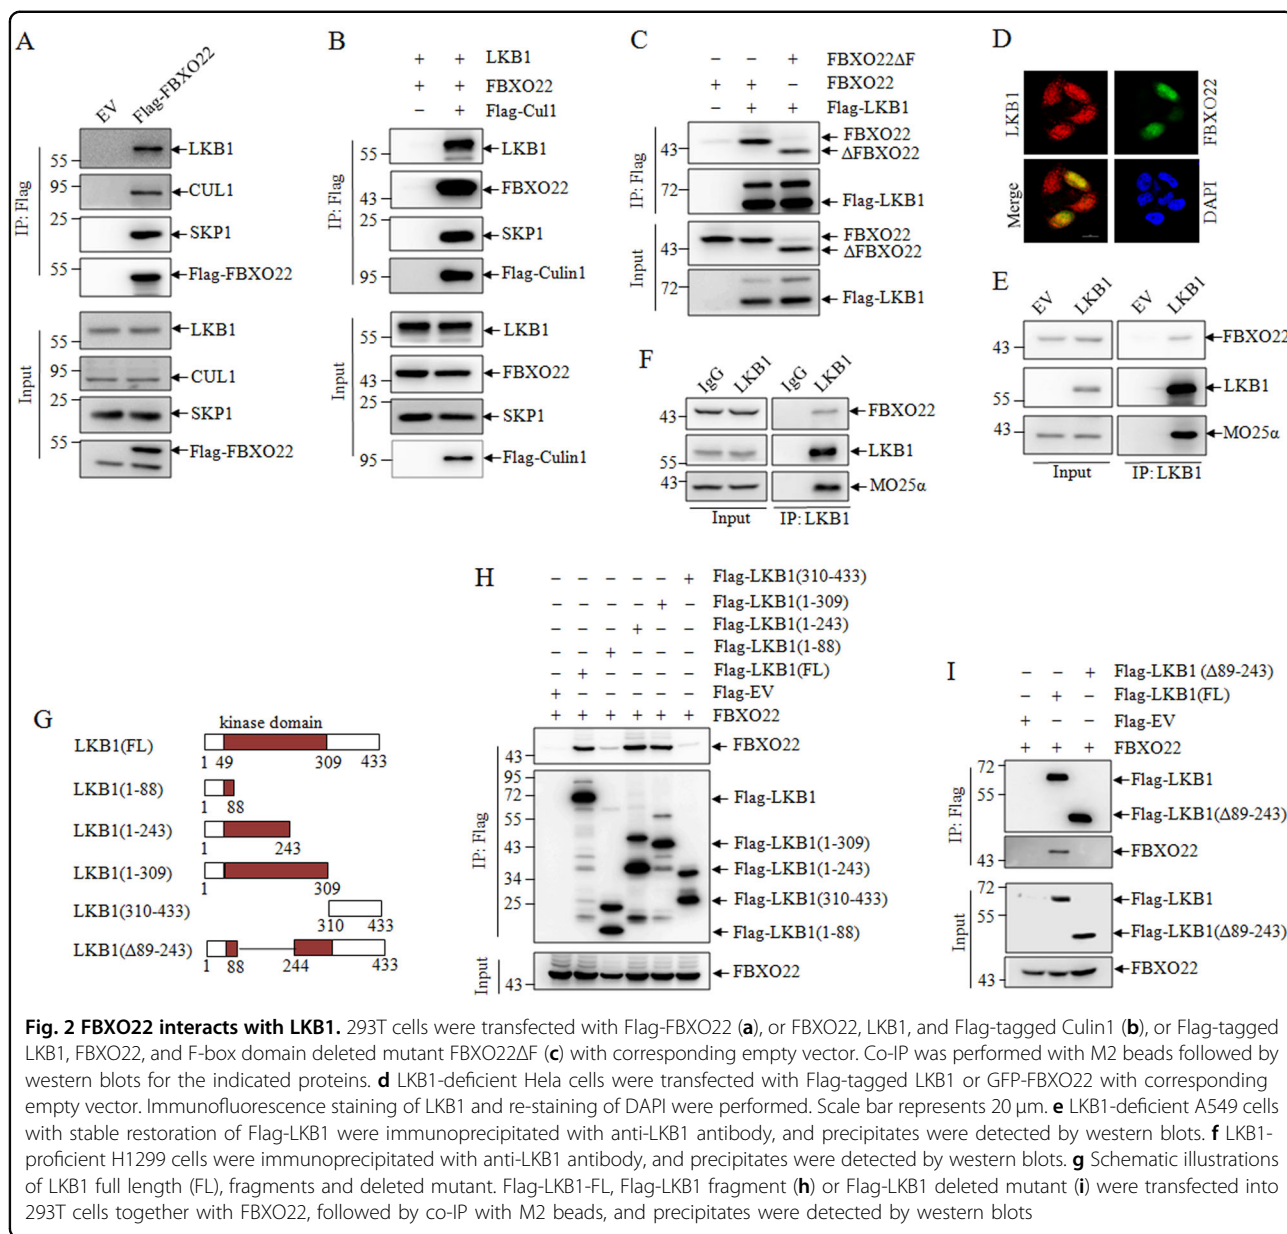 A
EV
Flag-FBXO22
IP: Flag
55
LKB1
95
CUL1
25
SKP1
55
Flag-FBXO22
Input
55
LKB1
95
CUL1
25
SKP1
55
Flag-FBXO22
B
+ + LKB1
+ + FBXO22
− + Flag-Cul1
IP: Flag
55
LKB1
43
FBXO22
25
SKP1
95
Flag-Culin1
Input
55
LKB1
43
FBXO22
25
SKP1
95
Flag-Culin1
C
− − + FBXO22ΔF
+ + − FBXO22
− + + Flag-LKB1
IP: Flag
43
FBXO22
ΔFBXO22
72
Flag-LKB1
Input
43
FBXO22
ΔFBXO22
72
Flag-LKB1
D
LKB1
FBXO22
Merge
DAPI
E
EV LKB1 EV LKB1
43
FBXO22
55
LKB1
43
MO25α
Input IP: LKB1
F
IgG LKB1 IgG LKB1
43
FBXO22
55
LKB1
43
MO25α
Input IP: LKB1
G
kinase domain
LKB1(FL)
1 49 309 433
LKB1(1-88)
1 88
LKB1(1-243)
1 243
LKB1(1-309)
1 309
LKB1(310-433)
310 433
LKB1(Δ89-243)
1 88 244 433
H
− − − − − + Flag-LKB1(310-433)
− − − − + − Flag-LKB1(1-309)
− − − + − − Flag-LKB1(1-243)
− − + − − − Flag-LKB1(1-88)
− + − − − − Flag-LKB1(FL)
+ − − − − − Flag-EV
+ + + + + + FBXO22
IP: Flag
43
FBXO22
95
72
55
43
34
25
Flag-LKB1
Flag-LKB1(1-309)
Flag-LKB1(1-243)
Flag-LKB1(310-433)
Flag-LKB1(1-88)
Input
43
FBXO22
I
− − + Flag-LKB1 (Δ89-243)
− + − Flag-LKB1(FL)
+ − − Flag-EV
+ + + FBXO22
IP: Flag
72
55
Flag-LKB1
Flag-LKB1(Δ89-243)
43
FBXO22
Input
72
55
Flag-LKB1
Flag-LKB1(Δ89-243)
43
FBXO22
Fig. 2 FBXO22 interacts with LKB1. 293T cells were transfected with Flag-FBXO22 (a), or FBXO22, LKB1, and Flag-tagged Culin1 (b), or Flag-tagged
LKB1, FBXO22, and F-box domain deleted mutant FBXO22ΔF (c) with corresponding empty vector. Co-IP was performed with M2 beads followed by
western blots for the indicated proteins. d LKB1-deficient Hela cells were transfected with Flag-tagged LKB1 or GFP-FBXO22 with corresponding
empty vector. Immunofluorescence staining of LKB1 and re-staining of DAPI were performed. Scale bar represents 20 μm. e LKB1-deficient A549 cells
with stable restoration of Flag-LKB1 were immunoprecipitated with anti-LKB1 antibody, and precipitates were detected by western blots. f LKB1-
proficient H1299 cells were immunoprecipitated with anti-LKB1 antibody, and precipitates were detected by western blots. g Schematic illustrations
of LKB1 full length (FL), fragments and deleted mutant. Flag-LKB1-FL, Flag-LKB1 fragment (h) or Flag-LKB1 deleted mutant (i) were transfected into
293T cells together with FBXO22, followed by co-IP with M2 beads, and precipitates were detected by western blots